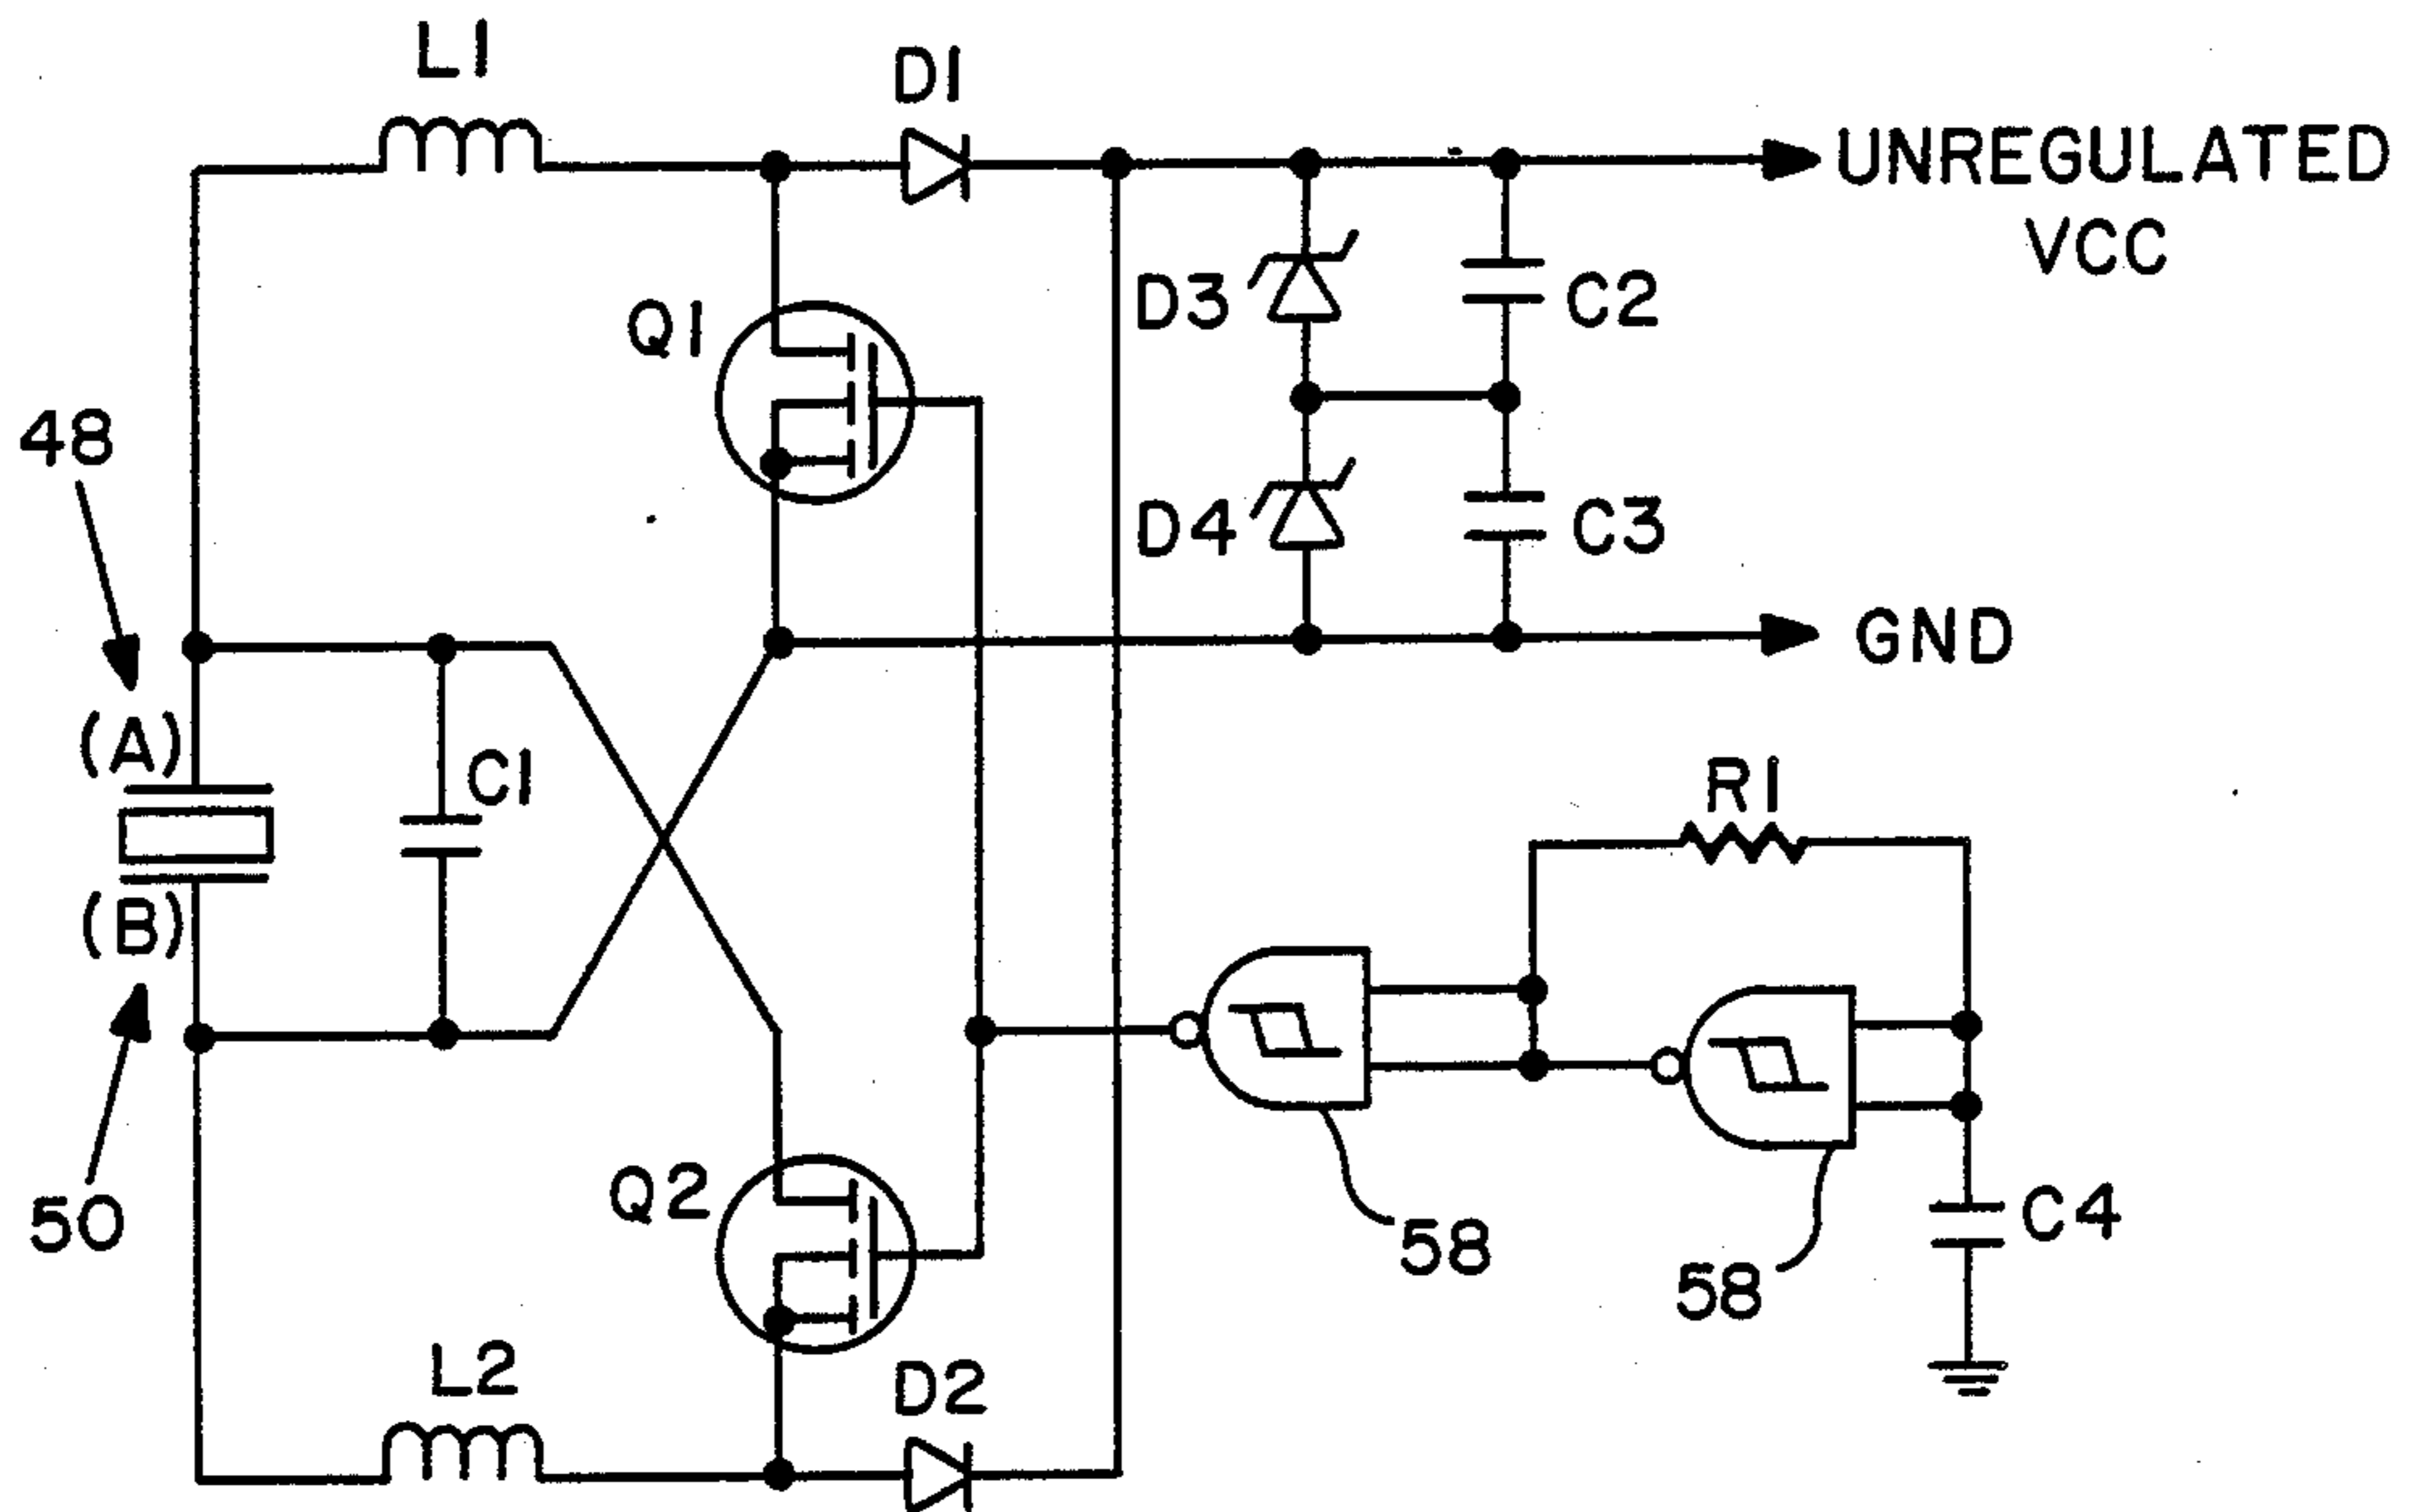 L1
D1
UNREGULATED
VCC
Q1
D3
C2
48
D4
C3
GND
(A)
C1
R1
(B)
50
Q2
58
58
C4
L2
D2